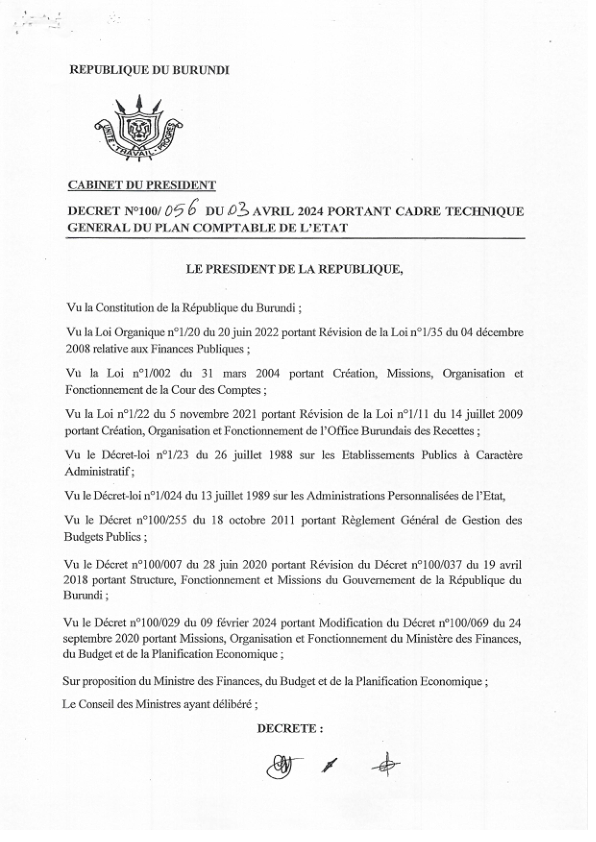 REPUBLIQUE DU BURUNDI
UNITE - TRAVAIL - PROGRES
CABINET DU PRESIDENT
DECRET N°100/056 DU 03 AVRIL 2024 PORTANT CADRE TECHNIQUE
GENERAL DU PLAN COMPTABLE DE L'ETAT
LE PRESIDENT DE LA REPUBLIQUE,
Vu la Constitution de la République du Burundi ;
Vu la Loi Organique n°1/20 du 20 juin 2022 portant Révision de la Loi n°1/35 du 04 décembre
2008 relative aux Finances Publiques ;
Vu la Loi n°1/002 du 31 mars 2004 portant Création, Missions, Organisation et
Fonctionnement de la Cour des Comptes ;
Vu la Loi n°1/22 du 5 novembre 2021 portant Révision de la Loi n°1/11 du 14 juillet 2009
portant Création, Organisation et Fonctionnement de l'Office Burundais des Recettes ;
Vu le Décret-loi n°1/23 du 26 juillet 1988 sur les Etablissements Publics à Caractère
Administratif ;
Vu le Décret-loi n°1/024 du 13 juillet 1989 sur les Administrations Personnalisées de l'Etat,
Vu le Décret n°100/255 du 18 octobre 2011 portant Règlement Général de Gestion des
Budgets Publics ;
Vu le Décret n°100/007 du 28 juin 2020 portant Révision du Décret n°100/037 du 19 avril
2018 portant Structure, Fonctionnement et Missions du Gouvernement de la République du
Burundi ;
Vu le Décret n°100/029 du 09 février 2024 portant Modification du Décret n°100/069 du 24
septembre 2020 portant Missions, Organisation et Fonctionnement du Ministère des Finances,
du Budget et de la Planification Economique ;
Sur proposition du Ministre des Finances, du Budget et de la Planification Economique ;
Le Conseil des Ministres ayant délibéré ;
DECRETE :